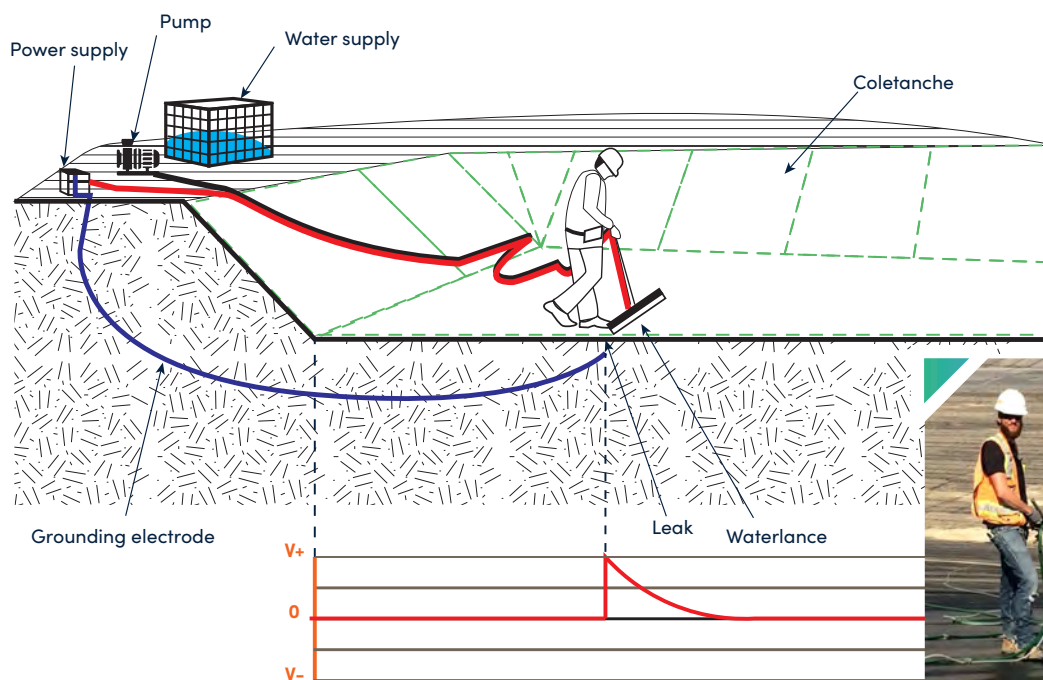 Pump
Power supply
Water supply
Coletanche
Grounding electrode
Leak
Waterlance
V+
0
V-